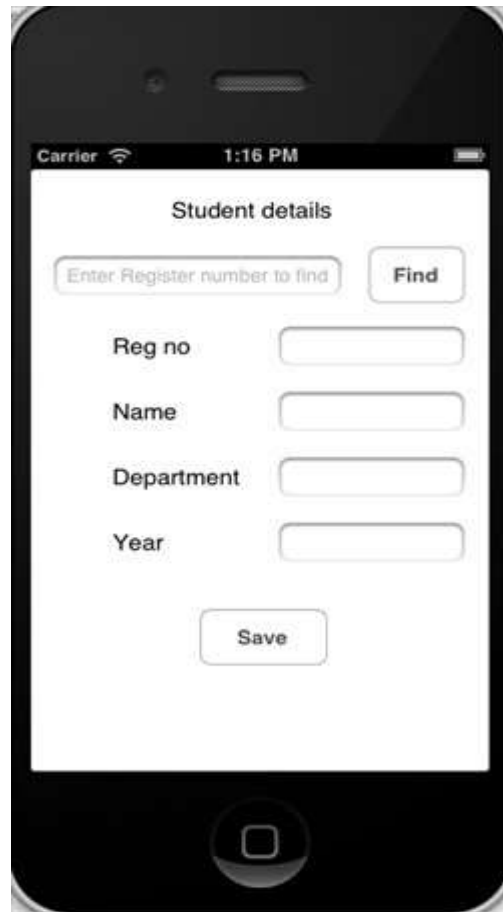 Carrier 1:16 PM
Student details
Enter Register number to find
Find
Reg no
Name
Department
Year
Save